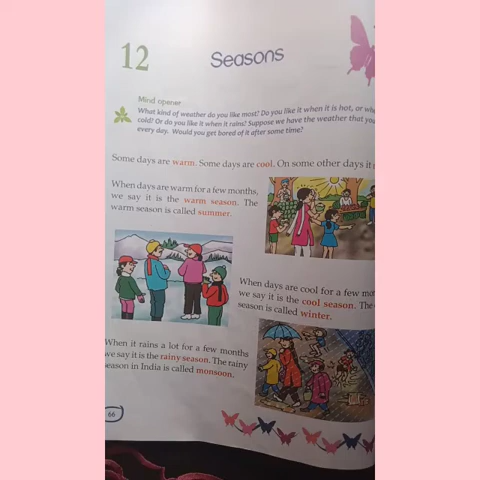 12
Seasons
Mind opener
What kind of weather do you like most? Do you like it when it is hot, or
cold? Or do you like it when it rains? Suppose we have the weather that
every day. Would you get bored of it after some time?
Some days are warm. Some days are cool. On some other days it
When days are warm for a few months,
we say it is the warm season. The
warm season is called summer.
When days are cool for a few
we say it is the cool season. The
season is called winter.
When it rains a lot for a few months
we say it is the rainy season. The rainy
season in India is called monsoon.
66